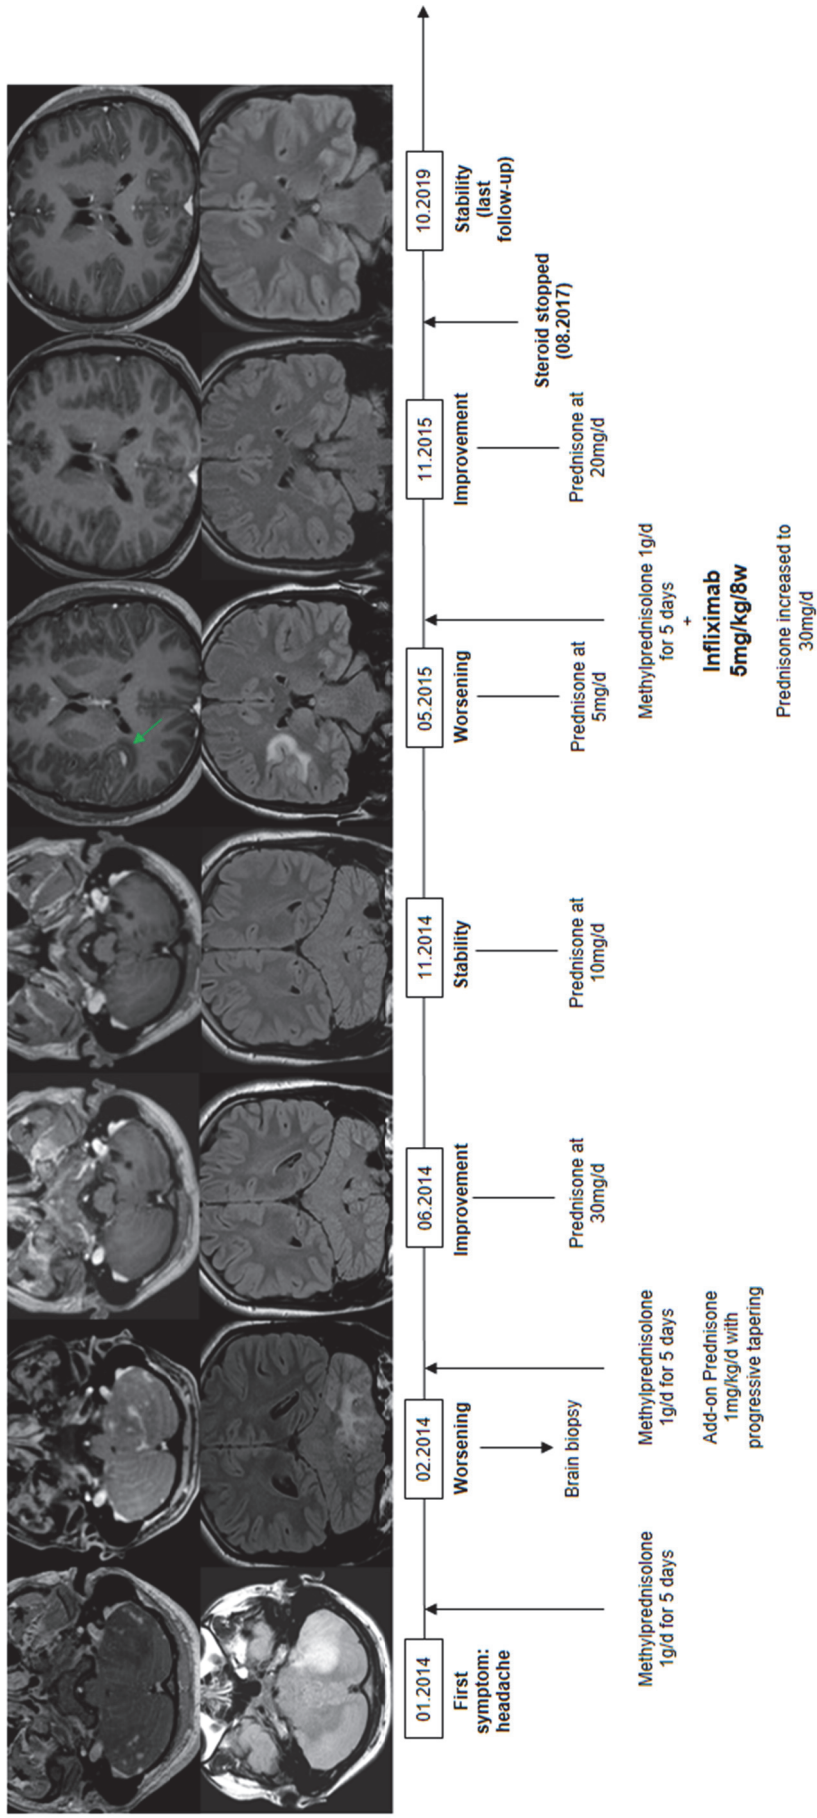 01.2014
First
symptom:
headache
Methylprednisolone
1g/d for 5 days
02.2014
Worsening
Brain biopsy
Methylprednisolone
1g/d for 5 days
Add-on Prednisone
1mg/kg/d with
progressive tapering
06.2014
Improvement
Prednisone at
30mg/d
11.2014
Stability
Prednisone at
10mg/d
05.2015
Worsening
Prednisone at
5mg/d
Methylprednisolone 1g/d
for 5 days
+
Infliximab
5mg/kg/8w
Prednisone increased to
30mg/d
11.2015
Improvement
Prednisone at
20mg/d
Steroid stopped
(08.2017)
10.2019
Stability
(last
follow-up)